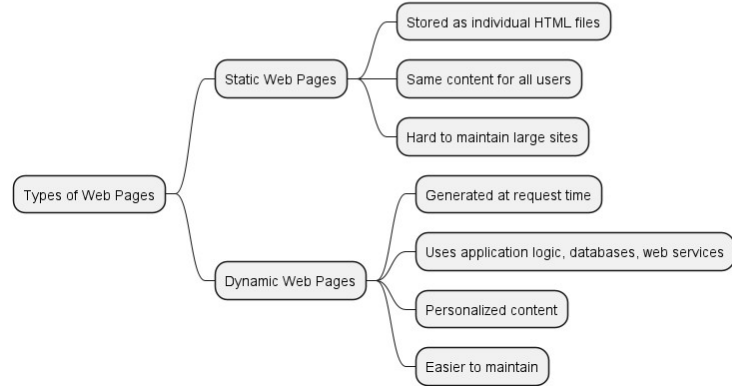 Types of Web Pages
Static Web Pages
Stored as individual HTML files
Same content for all users
Hard to maintain large sites
Dynamic Web Pages
Generated at request time
Uses application logic, databases, web services
Personalized content
Easier to maintain